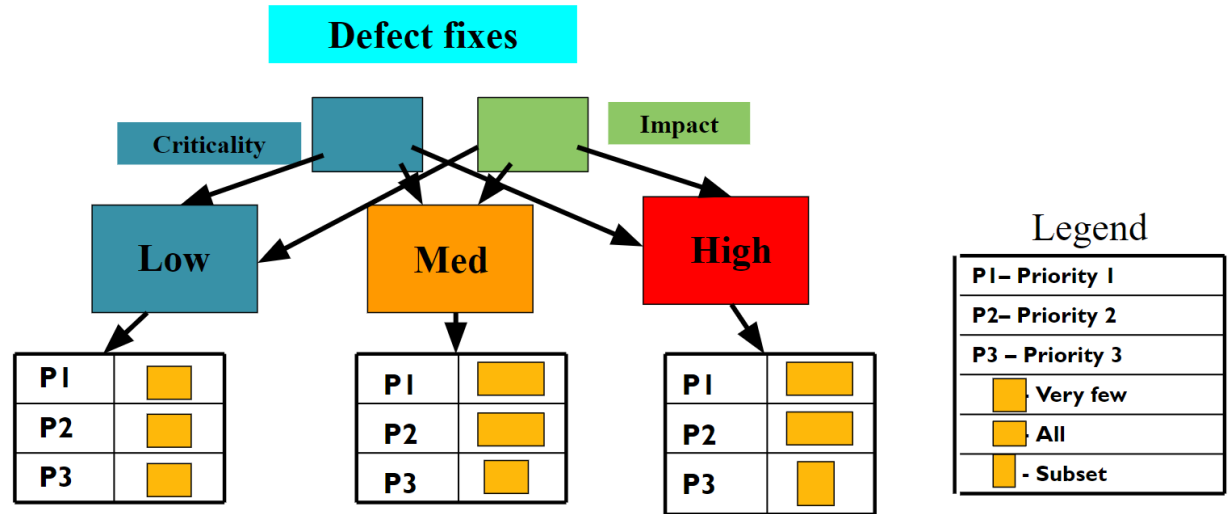 Defect fixes
Criticality
Impact
Low
Med
High
P1
P2
P3
P1
P2
P3
P1
P2
P3
Legend
P1– Priority 1
P2– Priority 2
P3 – Priority 3
- Very few
- All
- Subset